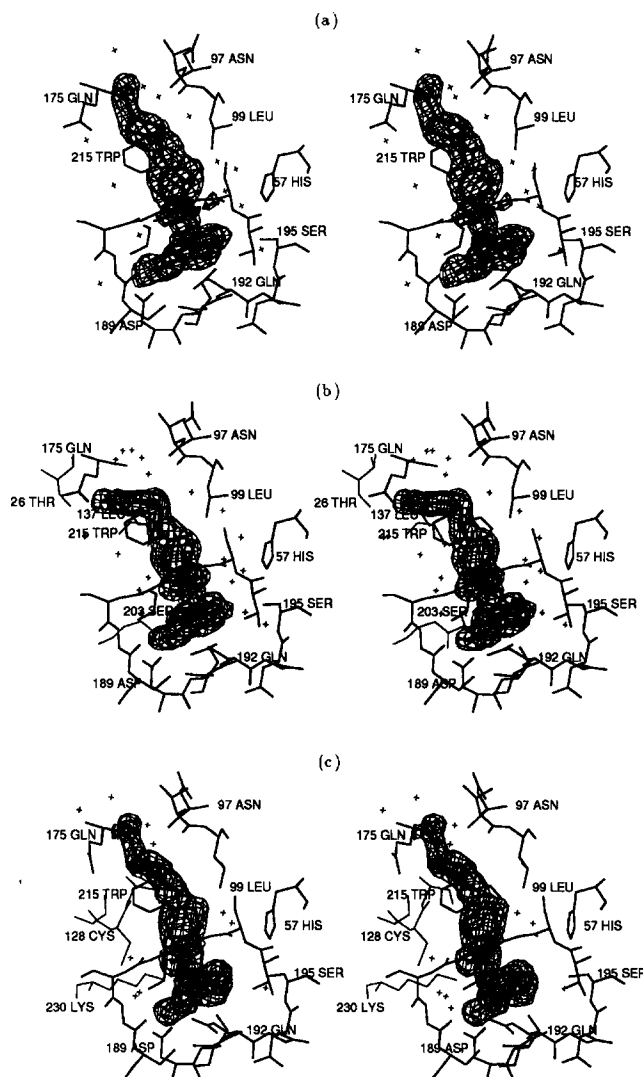 (a)
97 ASN 97 ASN
175 GLN 175 GLN
99 LEU 99 LEU
215 TRP 215 TRP
57 HIS 57 HIS
195 SER 195 SER
192 GLN 192 GLN
189 ASP 189 ASP
(b)
175 GLN 97 ASN 175 GLN 97 ASN
26 THR 99 LEU 26 THR 99 LEU
137 LEU 137 LEU
215 TRP 215 TRP
57 HIS 57 HIS
203 SER 195 SER 203 SER 195 SER
192 GLN 192 GLN
189 ASP 189 ASP
(c)
97 ASN 97 ASN
175 GLN 175 GLN
215 TRP 99 LEU 215 TRP 99 LEU
128 CYS 57 HIS 128 CYS 57 HIS
230 LYS 195 SER 230 LYS 195 SER
192 GLN 192 GLN
189 ASP 189 ASP